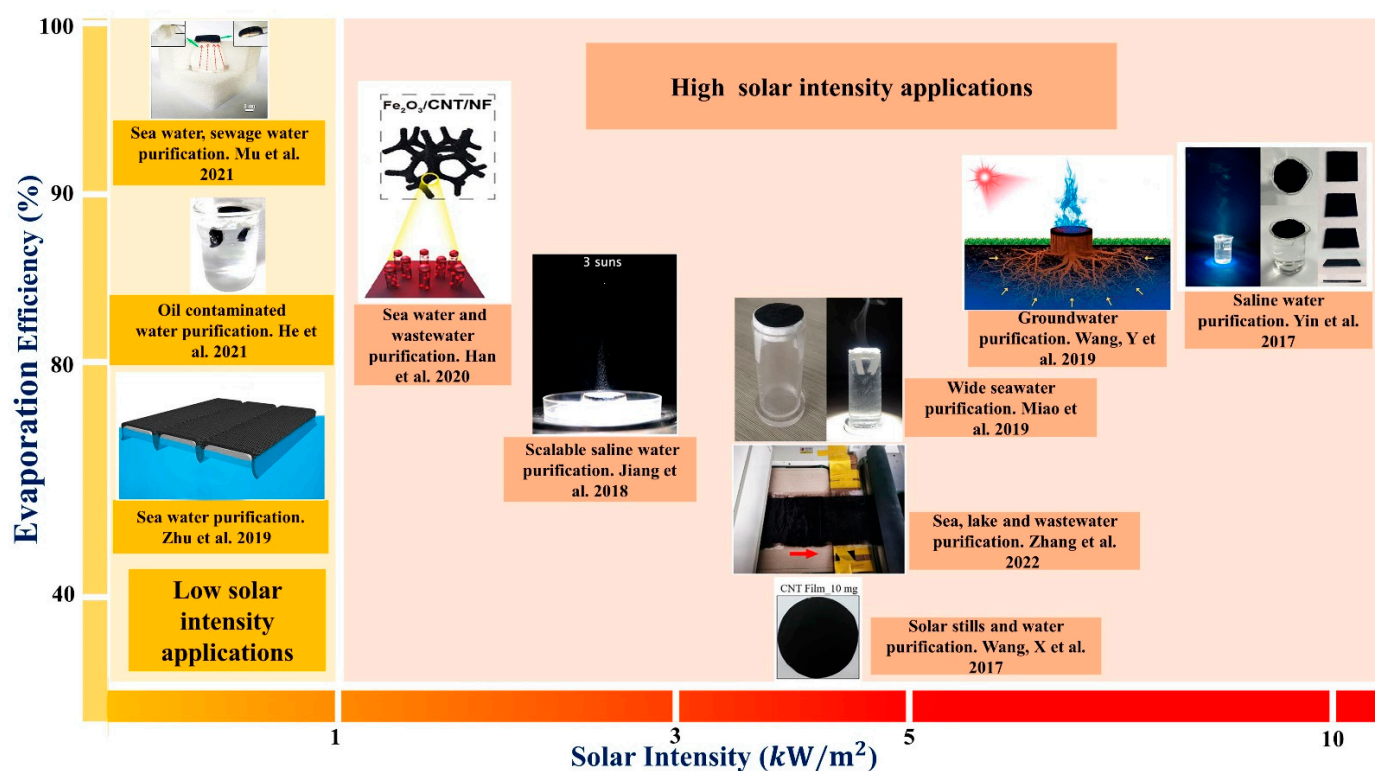 Evaporation Efficiency (%)
100
90
80
40
Sea water, sewage water
purification. Mu et al.
2021
Oil contaminated
water purification. He et
al. 2021
Sea water purification.
Zhu et al. 2019
Low solar
intensity
applications
High solar intensity applications
Fe₂O₃/CNT/NF
Sea water and
wastewater
purification. Han
et al. 2020
3 suns
Scalable saline water
purification. Jiang et
al. 2018
Groundwater
purification. Wang, Y et
al. 2019
Saline water
purification. Yin et al.
2017
Wide seawater
purification. Miao et al.
2019
Sea, lake and wastewater
purification. Zhang et al.
2022
CNT Film_10 mg
Solar stills and water
purification. Wang, X et al.
2017
1
3
5
10
Solar Intensity (kW/m²)